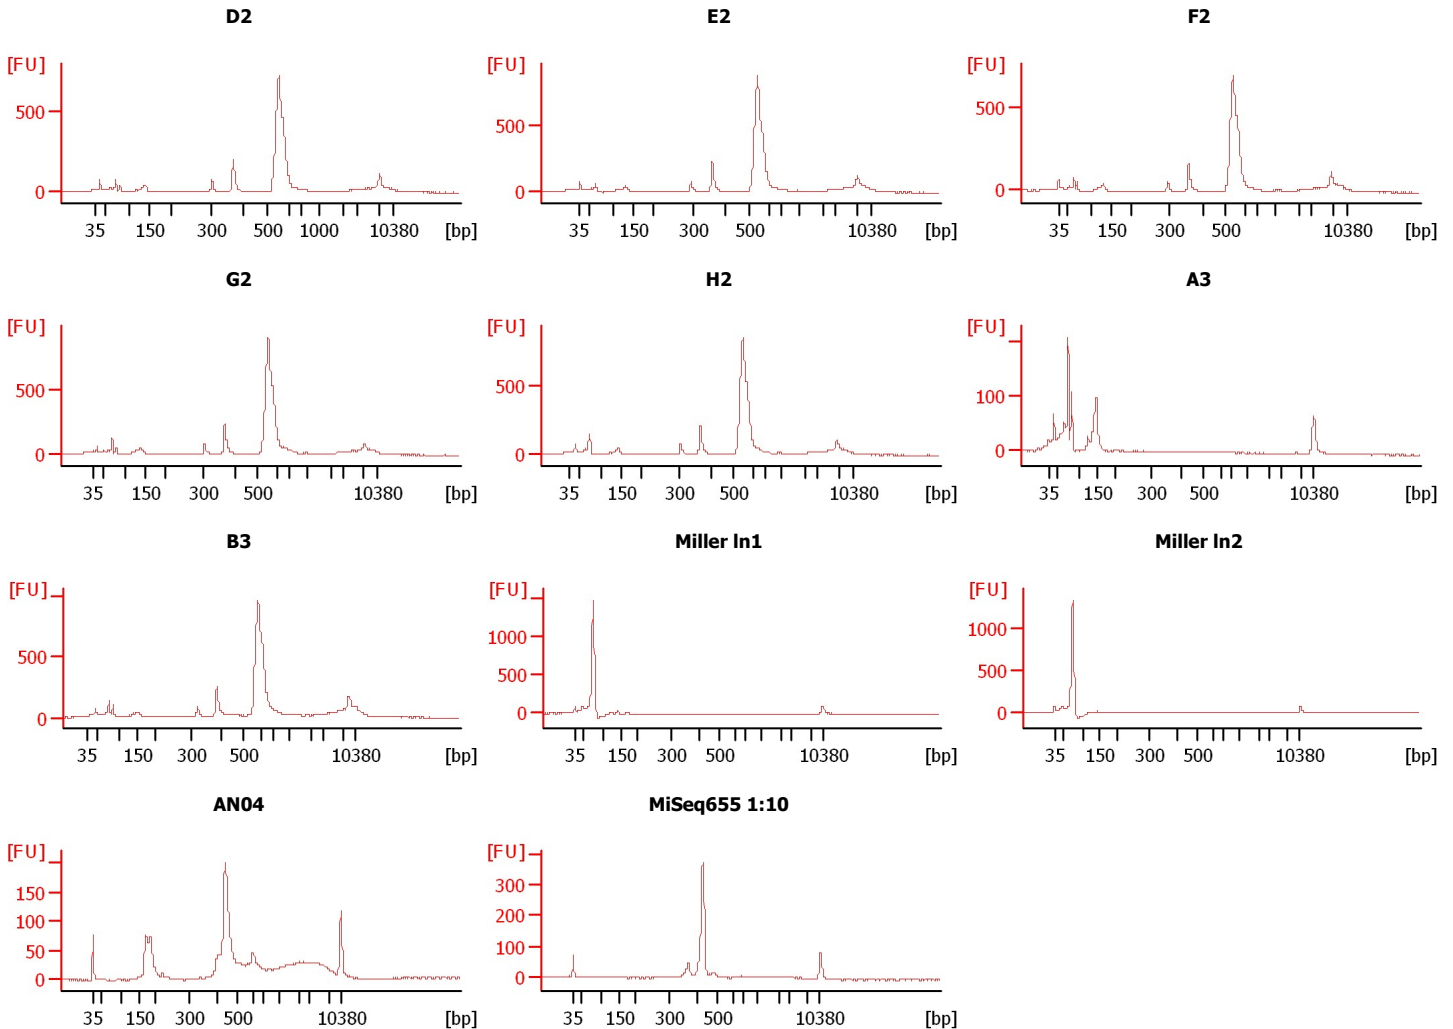 D2 E2 F2
[FU] [FU] [FU]
500 500 500
0 0 0
35 150 300 500 1000 10380 [bp] 35 150 300 500 10380 [bp] 35 150 300 500 10380 [bp]
G2 H2 A3
[FU] [FU] [FU]
500 500 100
0 0 0
35 150 300 500 10380 [bp] 35 150 300 500 10380 [bp] 35 150 300 500 10380 [bp]
B3 Miller ln1 Miller ln2
[FU] [FU] [FU]
1000 1000
500 500 500
0 0 0
35 150 300 500 10380 [bp] 35 150 300 500 10380 [bp] 35 150 300 500 10380 [bp]
AN04 MiSeq655 1:10
[FU] [FU]
150 300
100 200
50 100
0 0
35 150 300 500 10380 [bp] 35 150 300 500 10380 [bp]